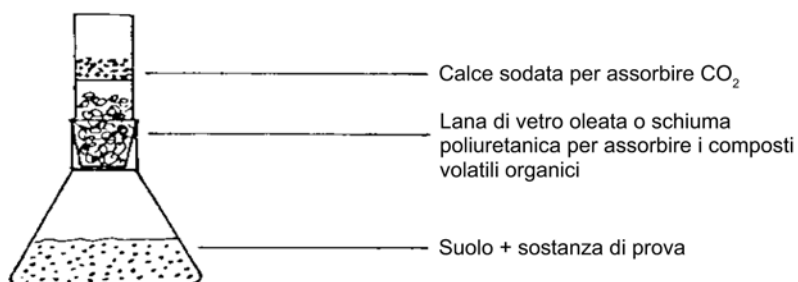 Calce sodata per assorbire CO₂
Lana di vetro oleata o schiuma
poliuretanica per assorbire i composti
volatili organici
Suolo + sostanza di prova